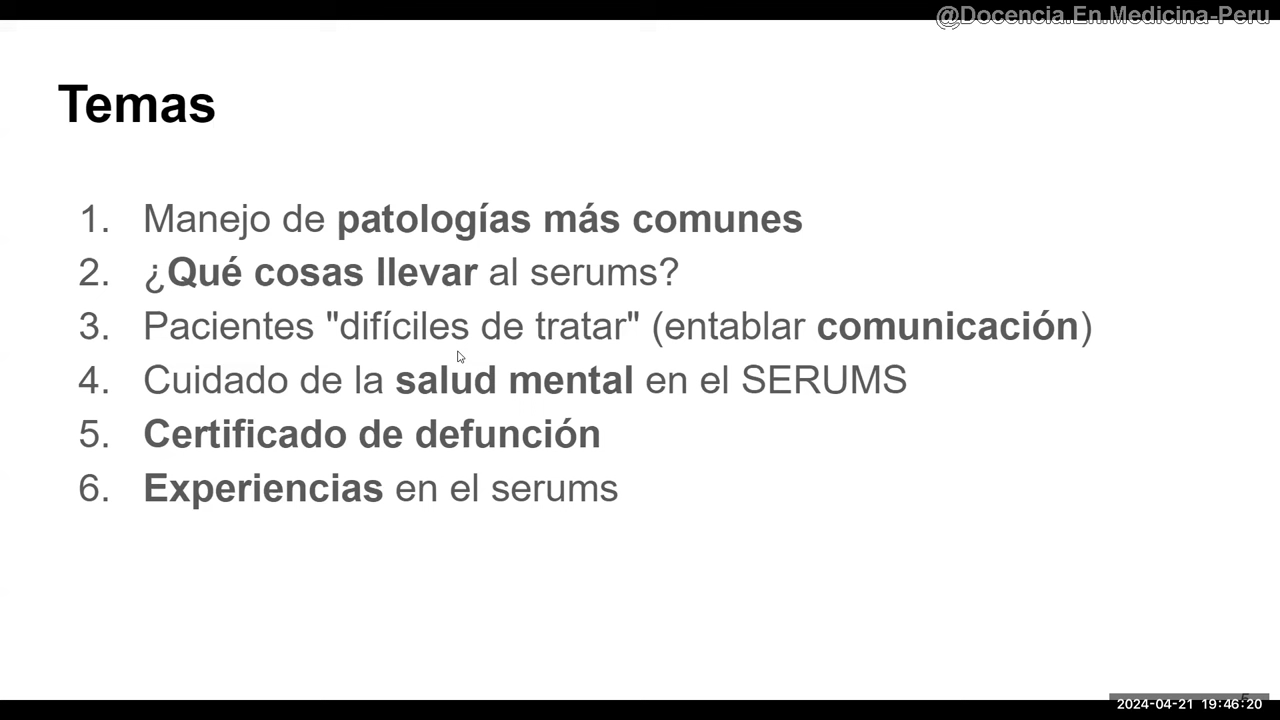 @Docencia.En.Medicina-Peru
Temas
1. Manejo de patologías más comunes
2. ¿Qué cosas llevar al serums?
3. Pacientes "difíciles de tratar" (entablar comunicación)
4. Cuidado de la salud mental en el SERUMS
5. Certificado de defunción
6. Experiencias en el serums
5
2024-04-21 19:46:20